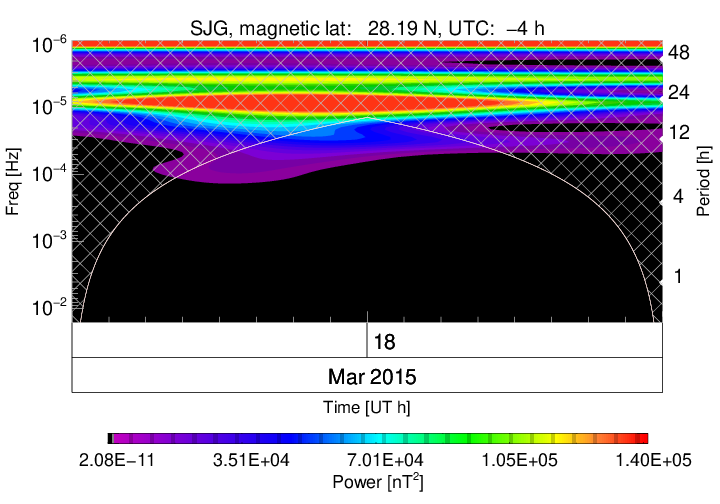 SJG, magnetic lat:   28.19 N, UTC:  −4 h
10−6
10−5
10−4
10−3
10−2
Freq [Hz]
48
24
12
4
1
Period [h]
18
Mar 2015
Time [UT h]
2.08E−11 3.51E+04 7.01E+04 1.05E+05 1.40E+05
Power [nT2]